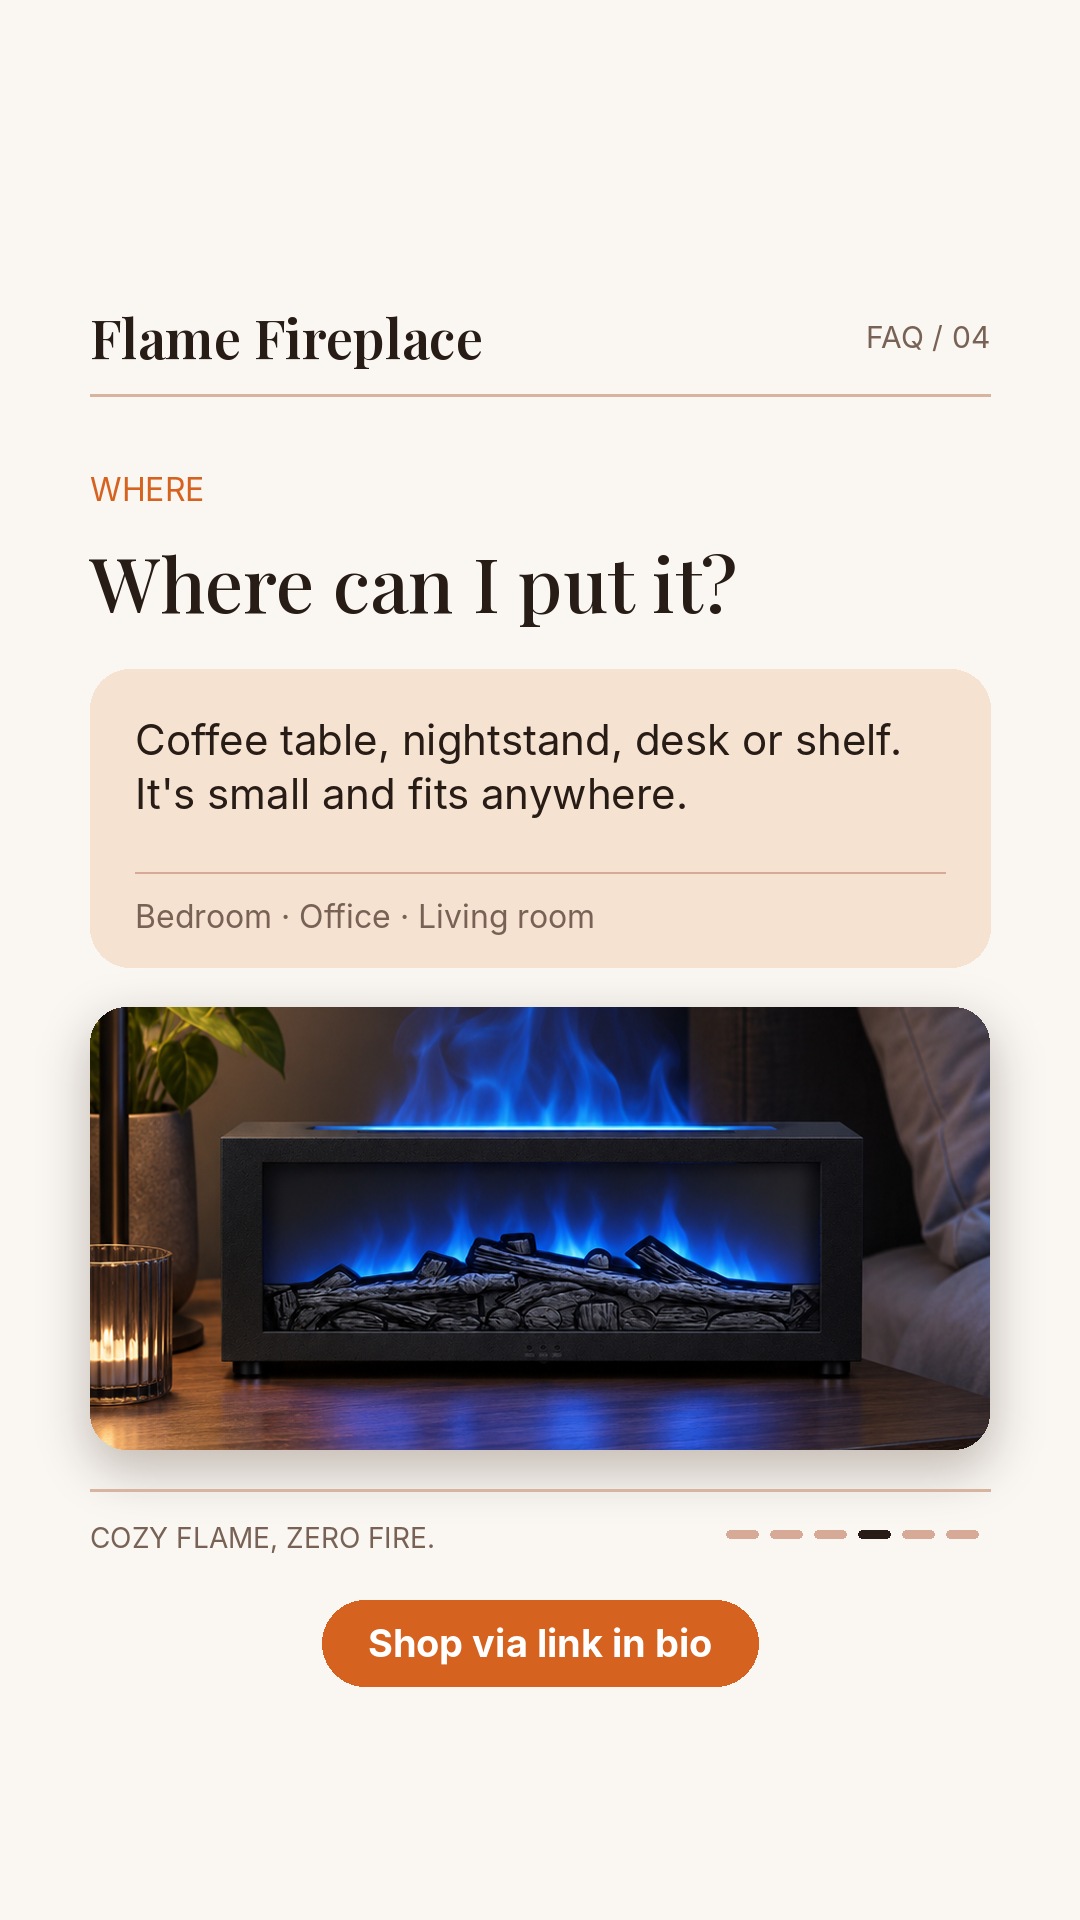 Flame Fireplace
FAQ / 04
WHERE
Where can I put it?
Coffee table, nightstand, desk or shelf.
It's small and fits anywhere.
Bedroom · Office · Living room
COZY FLAME, ZERO FIRE.
Shop via link in bio